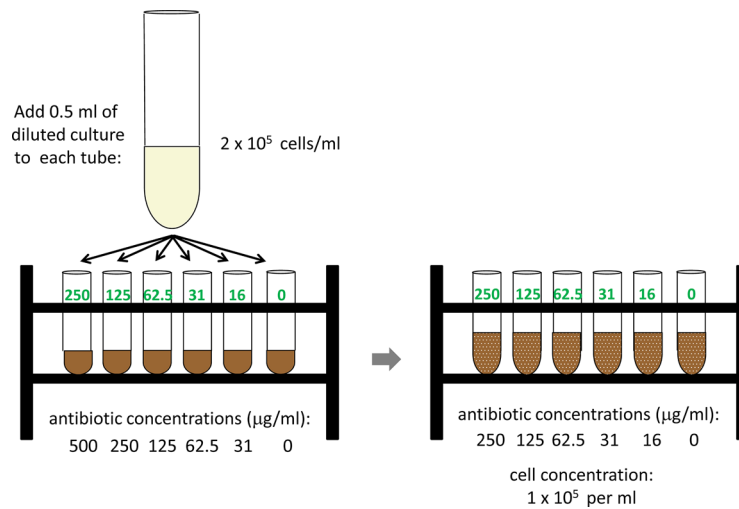 Add 0.5 ml of
diluted culture
to each tube:
2 x 10⁵ cells/ml
250 125 62.5 31 16 0
250 125 62.5 31 16 0
antibiotic concentrations (μg/ml):
500 250 125 62.5 31 0
antibiotic concentrations (μg/ml):
250 125 62.5 31 16 0
cell concentration:
1 x 10⁵ per ml